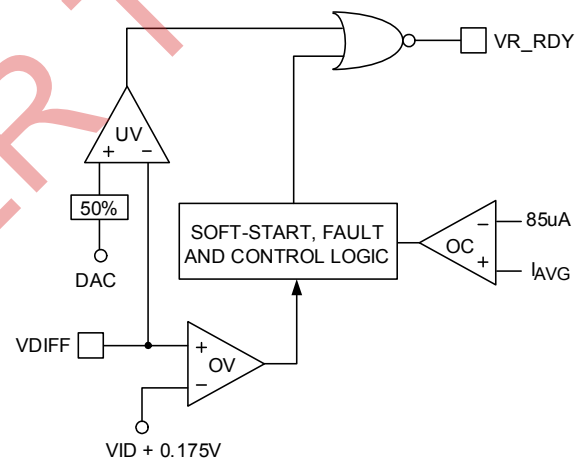 VR_RDY
UV
+ −
50%
DAC
SOFT-START, FAULT
AND CONTROL LOGIC
−
85uA
OC
+
IAVG
VDIFF
+
OV
−
VID + 0.175V